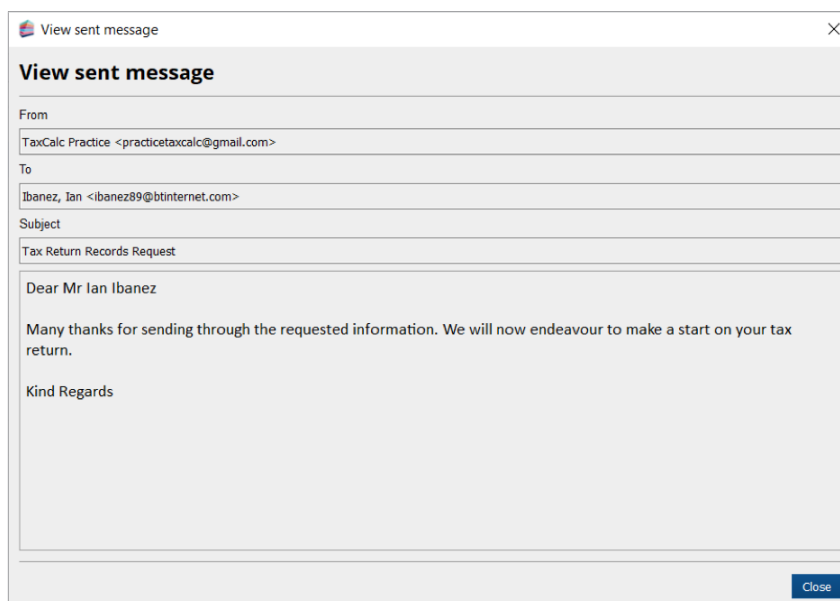 View sent message
View sent message
From
TaxCalc Practice <practicetaxcalc@gmail.com>
To
Ibanez, Ian <ibanez89@btinternet.com>
Subject
Tax Return Records Request
Dear Mr Ian Ibanez
Many thanks for sending through the requested information. We will now endeavour to make a start on your tax
return.
Kind Regards
Close